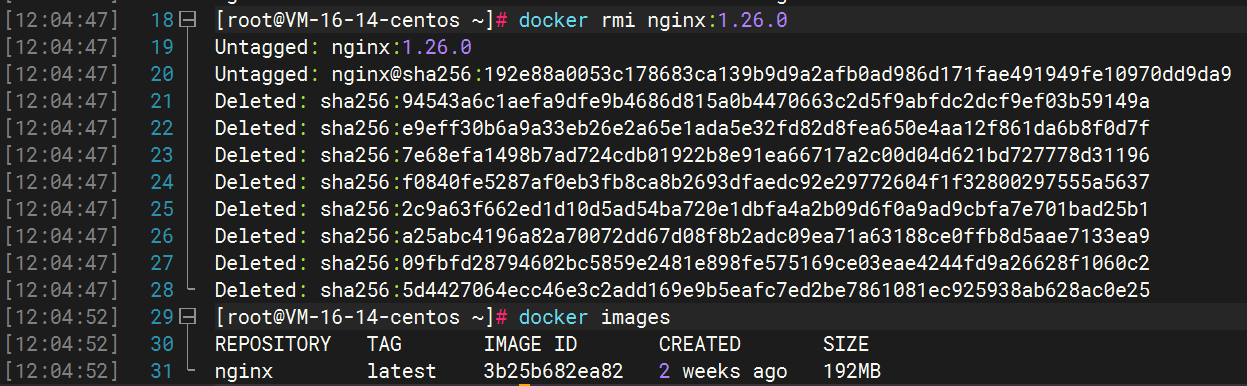 [12:04:47] 18 [root@VM-16-14-centos ~]# docker rmi nginx:1.26.0
[12:04:47] 19 Untagged: nginx:1.26.0
[12:04:47] 20 Untagged: nginx@sha256:192e88a0053c178683ca139b9d9a2afb0ad986d171fae491949fe10970dd9da9
[12:04:47] 21 Deleted: sha256:94543a6c1aefa9dfe9b4686d815a0b4470663c2d5f9abfdc2dcf9ef03b59149a
[12:04:47] 22 Deleted: sha256:e9eff30b6a9a33eb26e2a65e1ada5e32fd82d8fea650e4aa12f861da6b8f0d7f
[12:04:47] 23 Deleted: sha256:7e68efa1498b7ad724cdb01922b8e91ea66717a2c00d04d621bd727778d31196
[12:04:47] 24 Deleted: sha256:f0840fe5287af0eb3fb8ca8b2693dfaedc92e29772604f1f32800297555a5637
[12:04:47] 25 Deleted: sha256:2c9a63f662ed1d10d5ad54ba720e1dbfa4a2b09d6f0a9ad9cbfa7e701bad25b1
[12:04:47] 26 Deleted: sha256:a25abc4196a82a70072dd67d08f8b2adc09ea71a63188ce0ffb8d5aae7133ea9
[12:04:47] 27 Deleted: sha256:09fbfd28794602bc5859e2481e898fe575169ce03eae4244fd9a26628f1060c2
[12:04:47] 28 Deleted: sha256:5d4427064ecc46e3c2add169e9b5eafc7ed2be7861081ec925938ab628ac0e25
[12:04:52] 29 [root@VM-16-14-centos ~]# docker images
[12:04:52] 30 REPOSITORY TAG IMAGE ID CREATED SIZE
[12:04:52] 31 nginx latest 3b25b682ea82 2 weeks ago 192MB